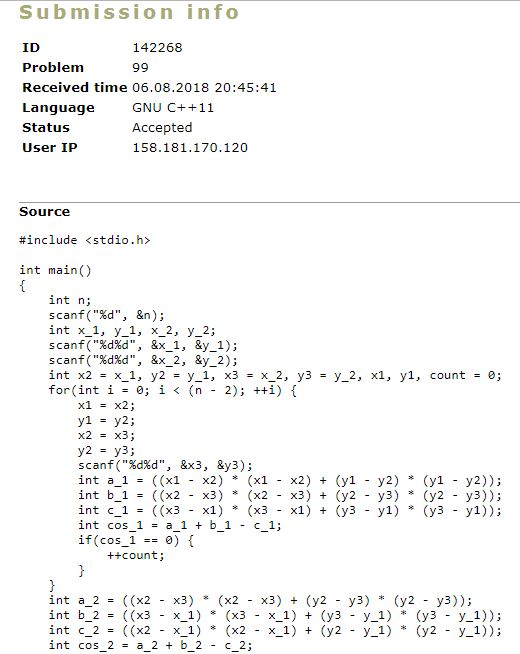 Submission info
ID 142268
Problem 99
Received time 06.08.2018 20:45:41
Language GNU C++11
Status Accepted
User IP 158.181.170.120
Source
#include <stdio.h>
int main()
{
    int n;
    scanf("%d", &n);
    int x_1, y_1, x_2, y_2;
    scanf("%d%d", &x_1, &y_1);
    scanf("%d%d", &x_2, &y_2);
    int x2 = x_1, y2 = y_1, x3 = x_2, y3 = y_2, x1, y1, count = 0;
    for(int i = 0; i < (n - 2); ++i) {
        x1 = x2;
        y1 = y2;
        x2 = x3;
        y2 = y3;
        scanf("%d%d", &x3, &y3);
        int a_1 = ((x1 - x2) * (x1 - x2) + (y1 - y2) * (y1 - y2));
        int b_1 = ((x2 - x3) * (x2 - x3) + (y2 - y3) * (y2 - y3));
        int c_1 = ((x3 - x1) * (x3 - x1) + (y3 - y1) * (y3 - y1));
        int cos_1 = a_1 + b_1 - c_1;
        if(cos_1 == 0) {
            ++count;
        }
    }
    int a_2 = ((x2 - x3) * (x2 - x3) + (y2 - y3) * (y2 - y3));
    int b_2 = ((x3 - x_1) * (x3 - x_1) + (y3 - y_1) * (y3 - y_1));
    int c_2 = ((x2 - x_1) * (x2 - x_1) + (y2 - y_1) * (y2 - y_1));
    int cos_2 = a_2 + b_2 - c_2;